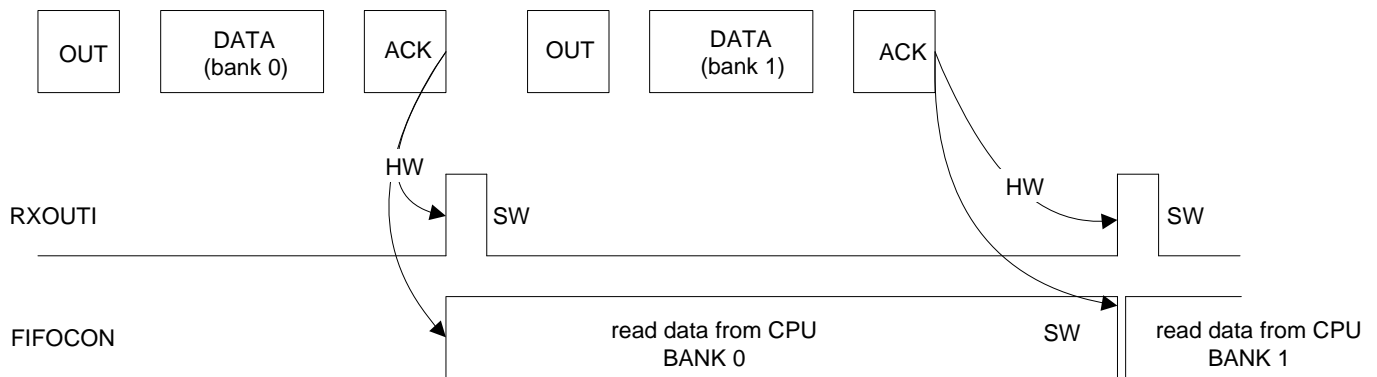 OUT
DATA
(bank 0)
ACK
OUT
DATA
(bank 1)
ACK
HW
HW
RXOUTI
SW
SW
FIFOCON
read data from CPU
BANK 0
SW
read data from CPU
BANK 1